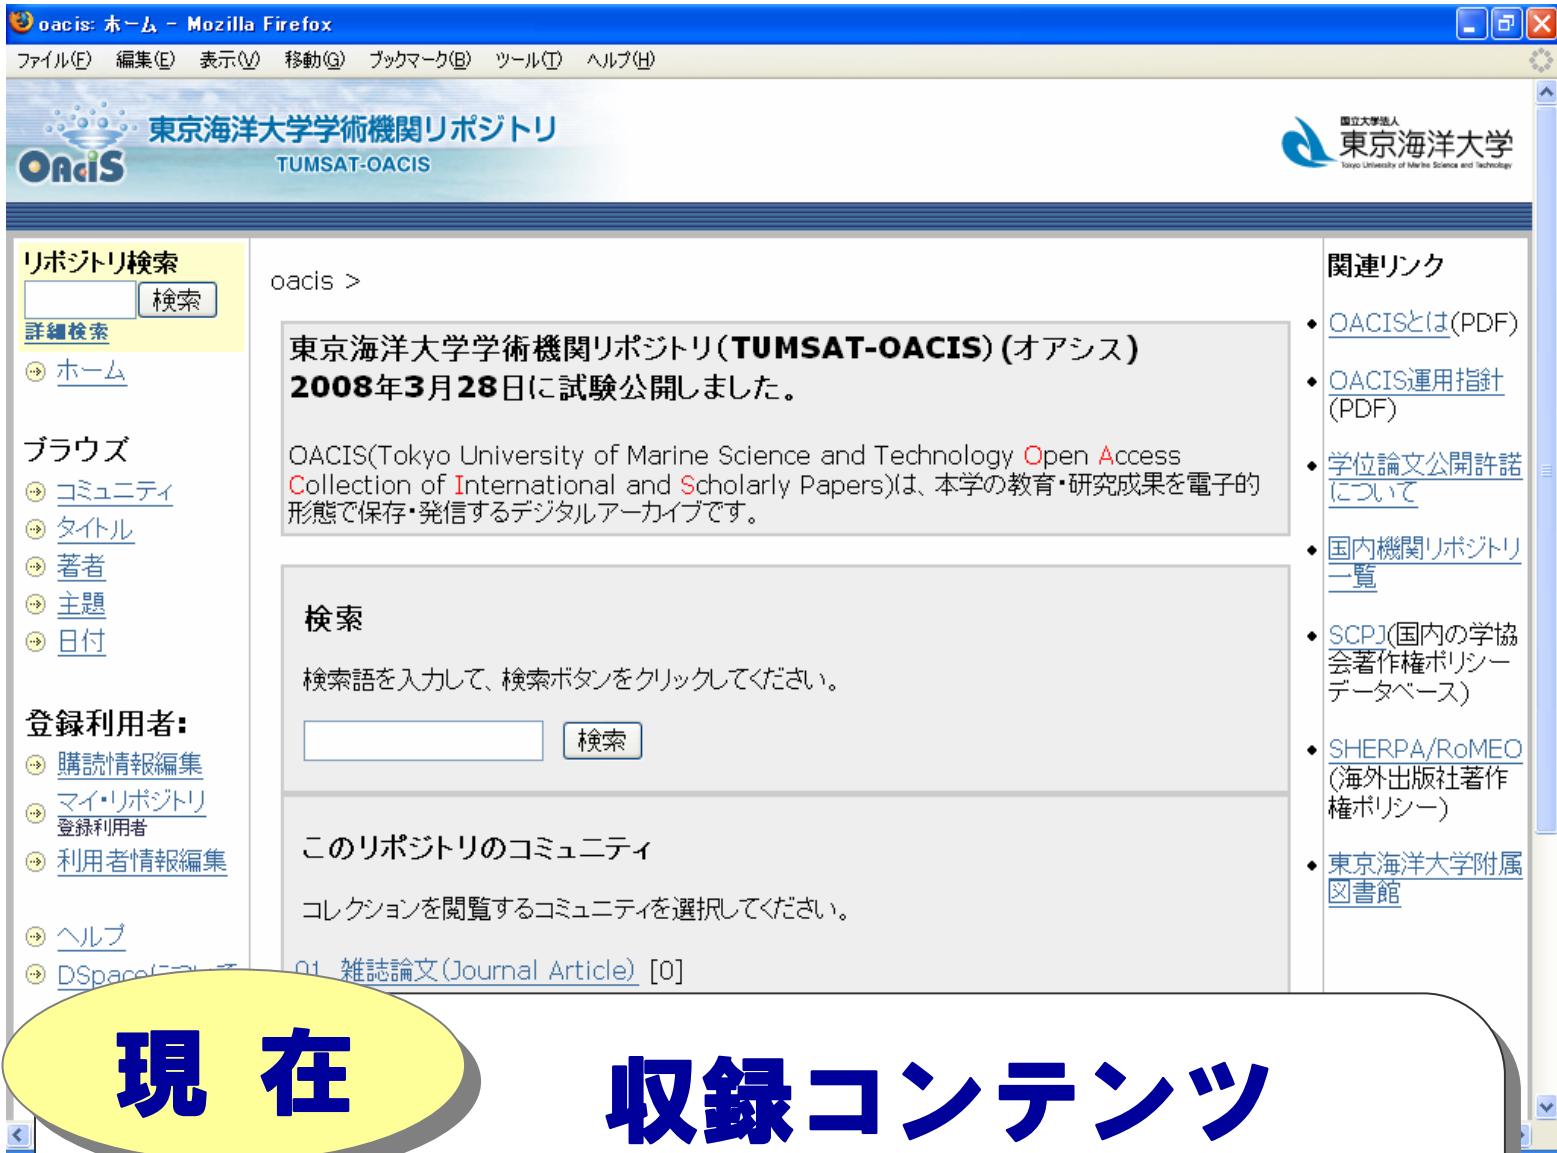 oacis: ホーム - Mozilla Firefox
ファイル(F) 編集(E) 表示(V) 移動(G) ブックマーク(B) ツール(T) ヘルプ(H)
OAciS
東京海洋大学学術機関リポジトリ
TUMSAT-OACIS
国立大学法人
東京海洋大学
Tokyo University of Marine Science and Technology
リポジトリ検索
検索
詳細検索
ホーム
ブラウズ
コミュニティ
タイトル
著者
主題
日付
登録利用者:
購読情報編集
マイ・リポジトリ
登録利用者
利用者情報編集
ヘルプ
DSpaceについて
oacis >
東京海洋大学学術機関リポジトリ(TUMSAT-OACIS) (オアシス)
2008年3月28日に試験公開しました。
OACIS(Tokyo University of Marine Science and Technology Open Access
Collection of International and Scholarly Papers)は、本学の教育・研究成果を電子的
形態で保存・発信するデジタルアーカイブです。
検索
検索語を入力して、検索ボタンをクリックしてください。
検索
このリポジトリのコミュニティ
コレクションを閲覧するコミュニティを選択してください。
01 雑誌論文(Journal Article) [0]
関連リンク
OACISとは(PDF)
OACIS運用指針
(PDF)
学位論文公開許諾
について
国内機関リポジトリ
一覧
SCPJ(国内の学協
会著作権ポリシー
データベース)
SHERPA/RoMEO
(海外出版社著作
権ポリシー)
東京海洋大学附属
図書館
現 在
収録コンテンツ